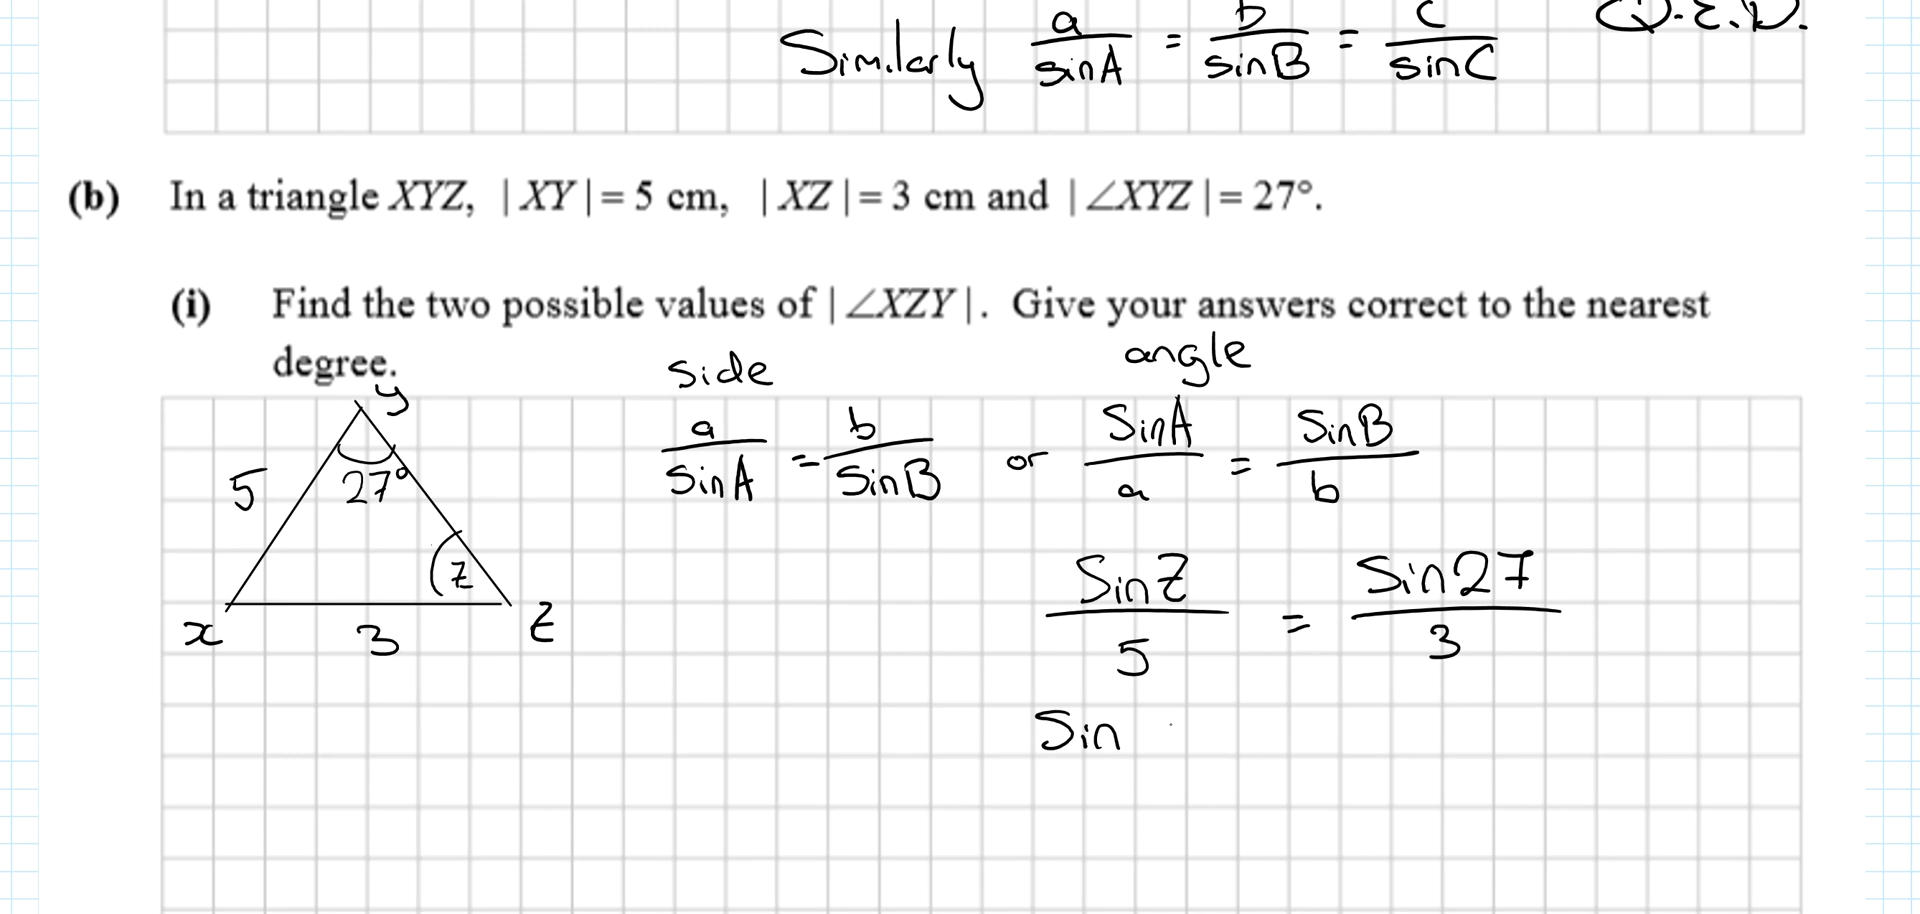 Similarly a/sinA = b/sinB = c/sinC Q.E.D.
(b) In a triangle XYZ, |XY| = 5 cm, |XZ| = 3 cm and |∠XYZ| = 27°.
(i) Find the two possible values of |∠XZY|. Give your answers correct to the nearest
degree.
side angle
a/SinA = b/SinB or SinA/a = SinB/b
y
5 27°
z
x 3 z
SinZ/5 = Sin27/3
Sin